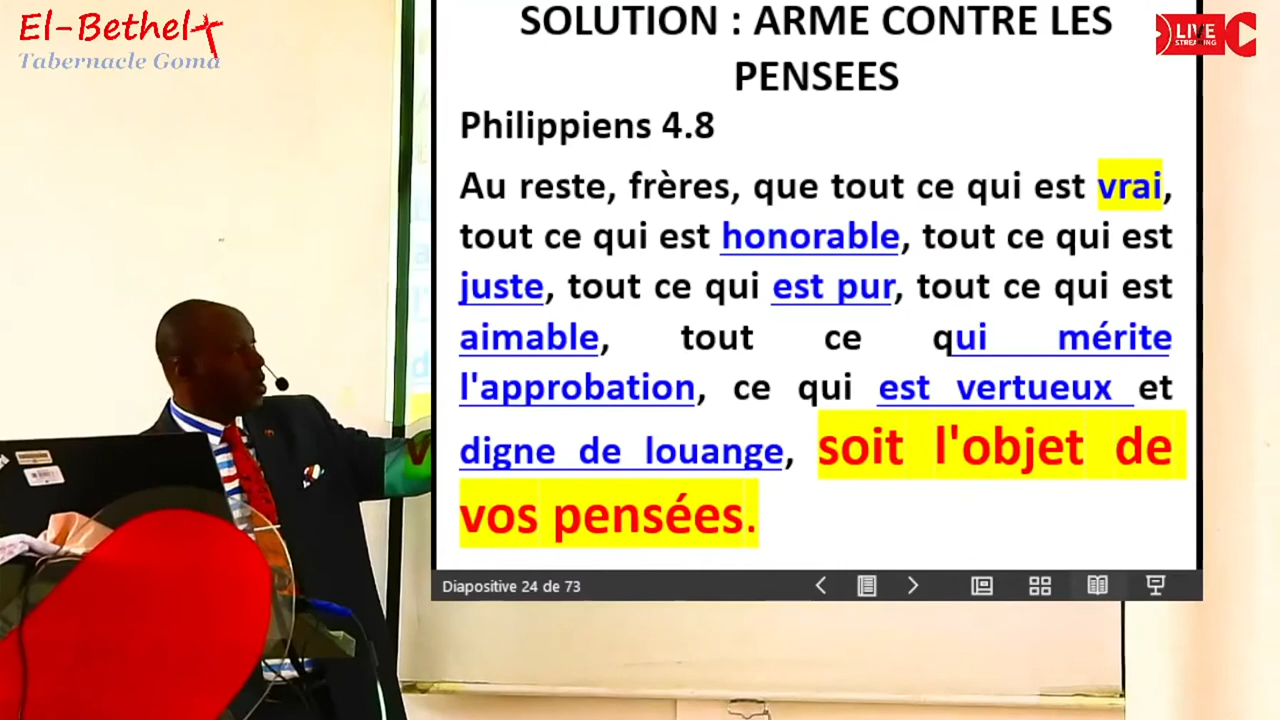 El-Bethel
Tabernacle Goma
LIVE
STREAMING
SOLUTION : ARME CONTRE LES
PENSEES
Philippiens 4.8
Au reste, frères, que tout ce qui est vrai,
tout ce qui est honorable, tout ce qui est
juste, tout ce qui est pur, tout ce qui est
aimable, tout ce qui mérite
l'approbation, ce qui est vertueux et
digne de louange, soit l'objet de
vos pensées.
Diapositive 24 de 73